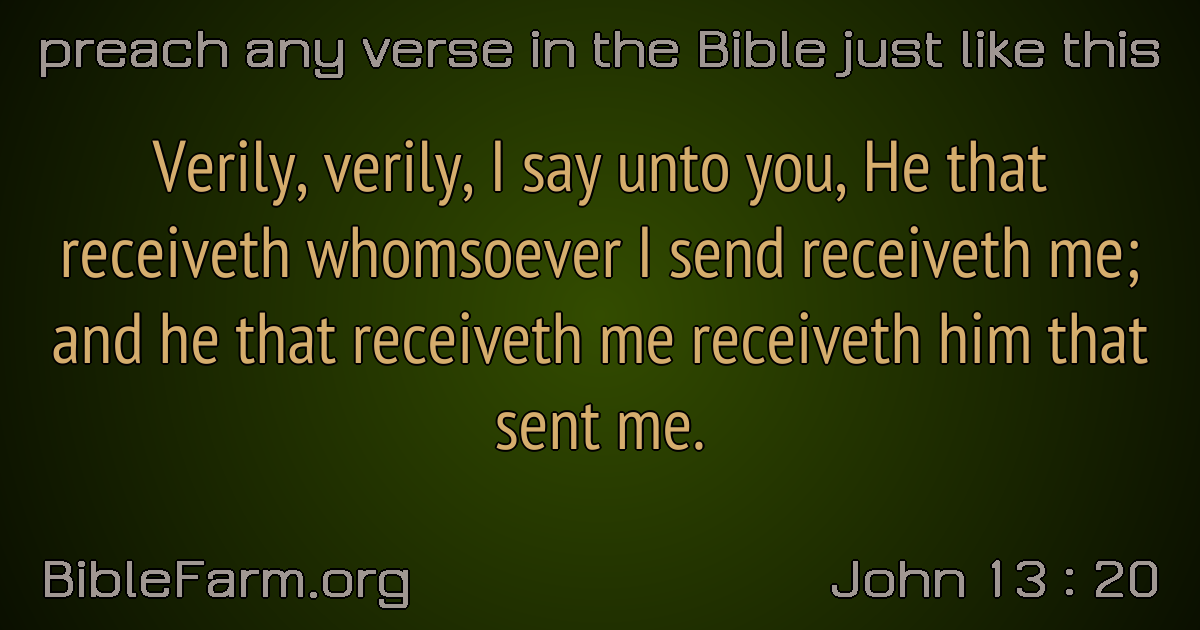 preach any verse in the Bible just like this
Verily, verily, I say unto you, He that
receiveth whomsoever I send receiveth me;
and he that receiveth me receiveth him that
sent me.
BibleFarm.org
John 13 : 20